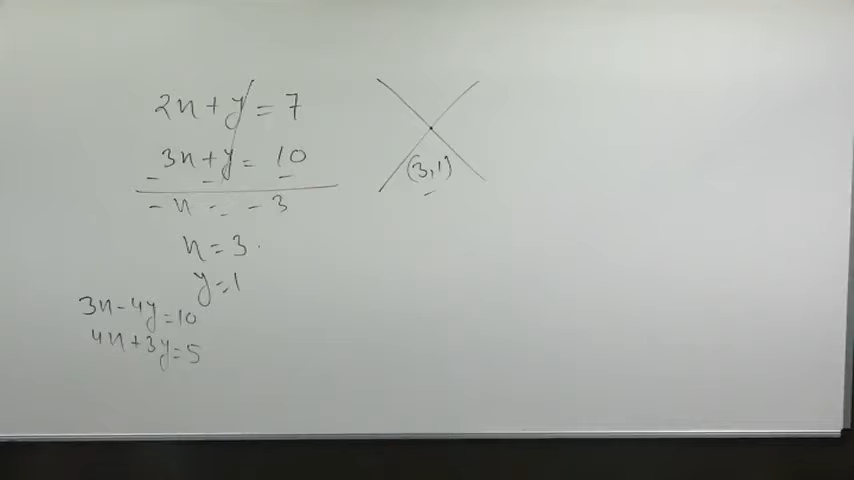 2x+y=7
3x+y=10
- - -
-x = -3
x=3
y=1
3x-4y=10
4x+3y=5
(3,1)